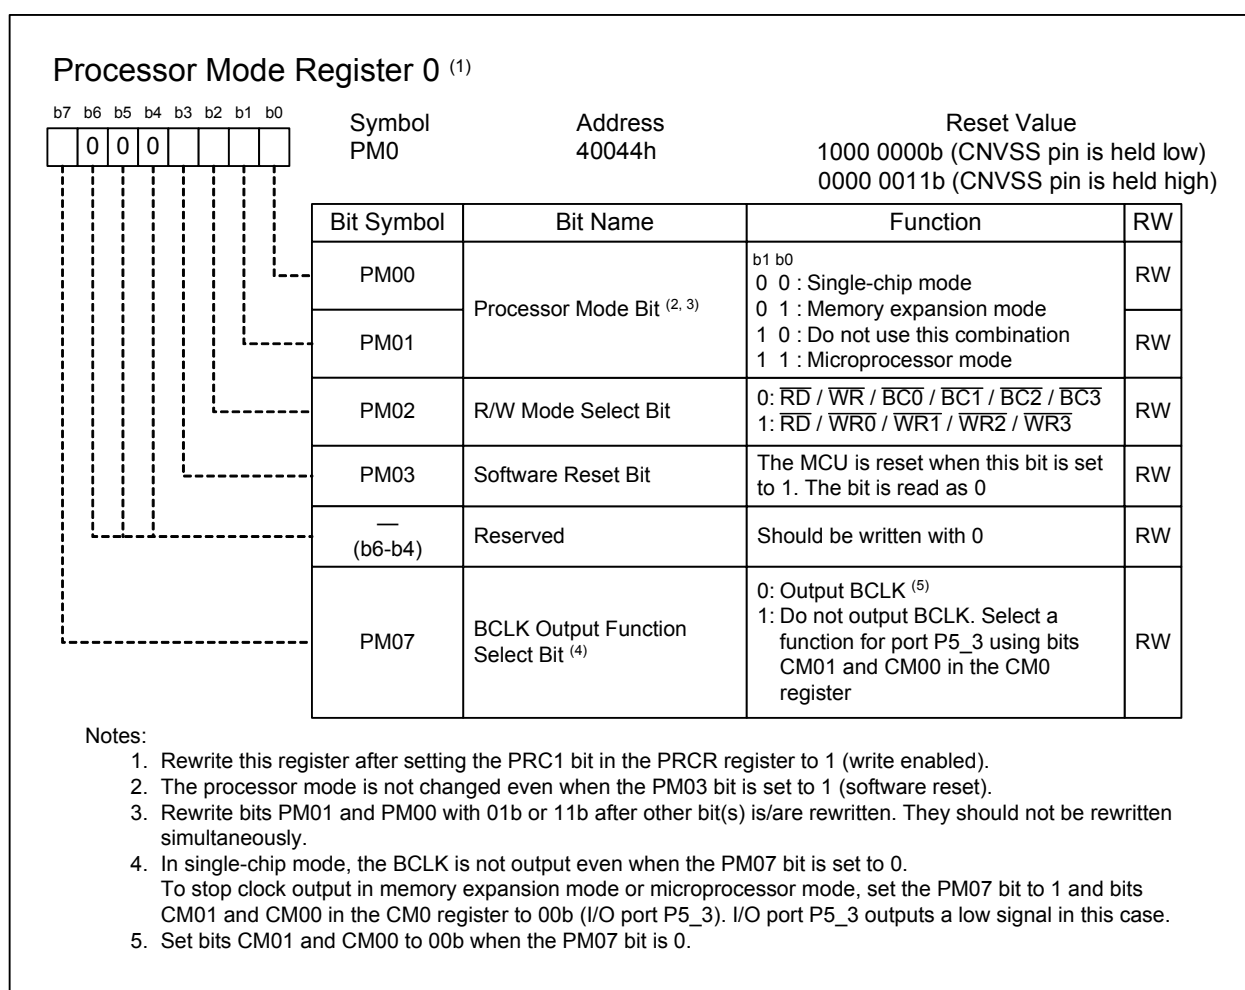 Processor Mode Register 0 (1)
b7 b6 b5 b4 b3 b2 b1 b0
0 0 0
Symbol Address Reset Value
PM0 40044h 1000 0000b (CNVSS pin is held low)
0000 0011b (CNVSS pin is held high)
Bit Symbol Bit Name Function RW
PM00 RW
PM01 RW
Processor Mode Bit (2, 3)
b1 b0
0 0 : Single-chip mode
0 1 : Memory expansion mode
1 0 : Do not use this combination
1 1 : Microprocessor mode
PM02 R/W Mode Select Bit RW
0: R̅D̅ / W̅R̅ / B̅C̅0̅ / B̅C̅1̅ / B̅C̅2̅ / B̅C̅3̅
1: R̅D̅ / W̅R̅0̅ / W̅R̅1̅ / W̅R̅2̅ / W̅R̅3̅
PM03 Software Reset Bit RW
The MCU is reset when this bit is set
to 1. The bit is read as 0
—
(b6-b4) Reserved Should be written with 0 RW
PM07 RW
BCLK Output Function
Select Bit (4)
0: Output BCLK (5)
1: Do not output BCLK. Select a
function for port P5_3 using bits
CM01 and CM00 in the CM0
register
Notes:
1. Rewrite this register after setting the PRC1 bit in the PRCR register to 1 (write enabled).
2. The processor mode is not changed even when the PM03 bit is set to 1 (software reset).
3. Rewrite bits PM01 and PM00 with 01b or 11b after other bit(s) is/are rewritten. They should not be rewritten
simultaneously.
4. In single-chip mode, the BCLK is not output even when the PM07 bit is set to 0.
To stop clock output in memory expansion mode or microprocessor mode, set the PM07 bit to 1 and bits
CM01 and CM00 in the CM0 register to 00b (I/O port P5_3). I/O port P5_3 outputs a low signal in this case.
5. Set bits CM01 and CM00 to 00b when the PM07 bit is 0.